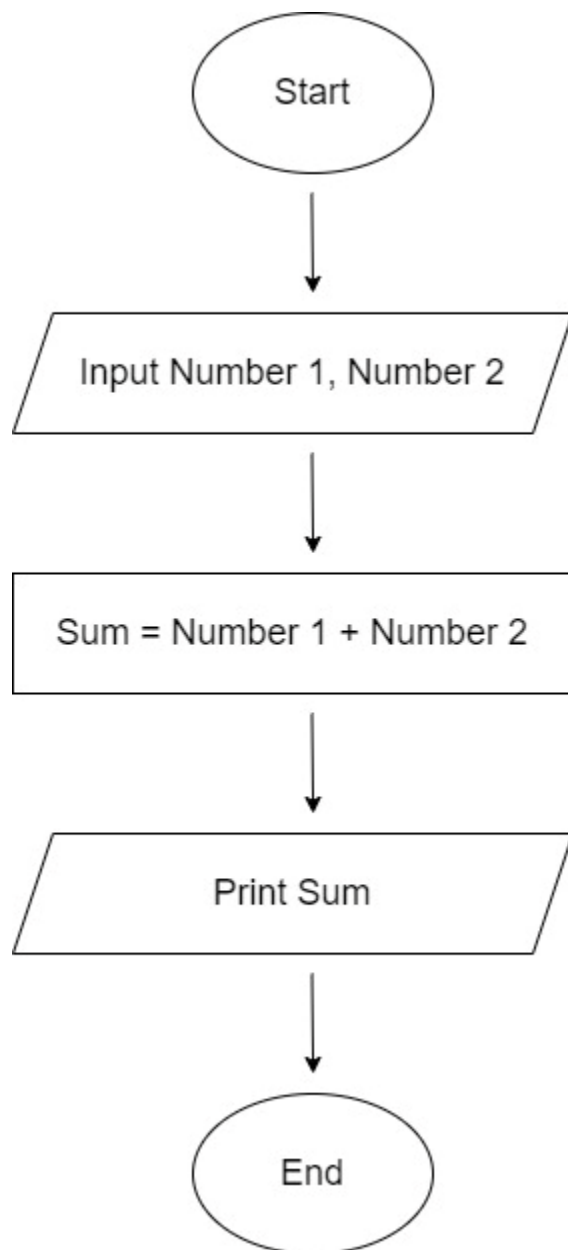 Start
Input Number 1, Number 2
Sum = Number 1 + Number 2
Print Sum
End